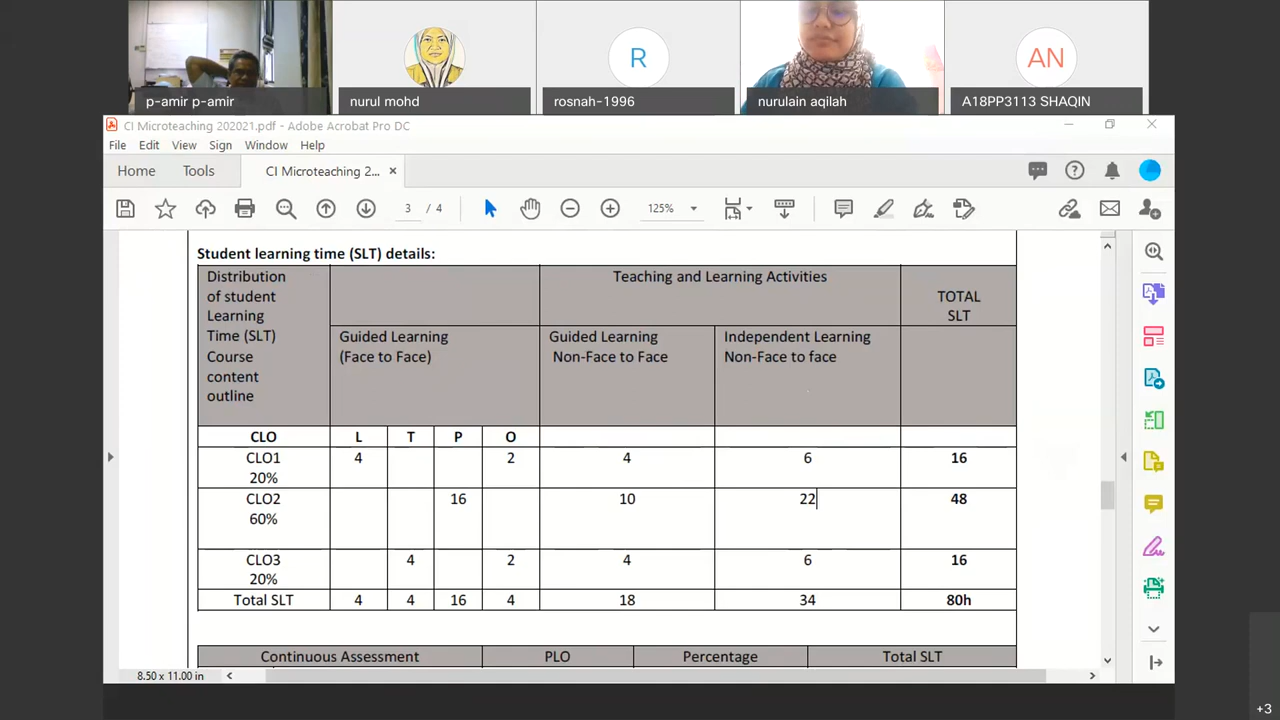 R
AN
p-amir p-amir
nurul mohd
rosnah-1996
nurulain aqilah
A18PP3113 SHAQIN
CI Microteaching 202021.pdf - Adobe Acrobat Pro DC
File Edit View Sign Window Help
Home Tools CI Microteaching 2... ×
3 / 4 125%
Student learning time (SLT) details:
Distribution
of student
Learning
Time (SLT)
Course
content
outline
Teaching and Learning Activities
TOTAL
SLT
Guided Learning
(Face to Face)
Guided Learning
Non-Face to Face
Independent Learning
Non-Face to face
CLO L T P O
CLO1 4 2 4 6 16
20%
CLO2 16 10 22 48
60%
CLO3 4 2 4 6 16
20%
Total SLT 4 4 16 4 18 34 80h
Continuous Assessment PLO Percentage Total SLT
8.50 x 11.00 in
+3